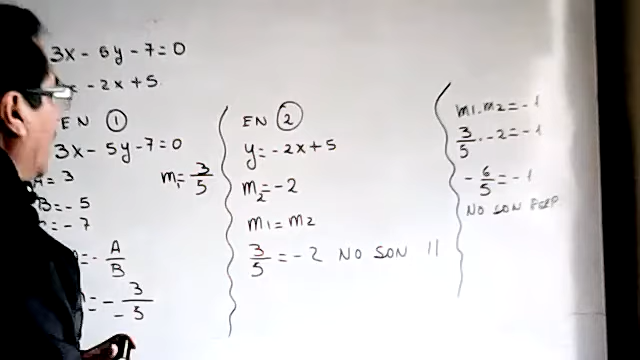 3x - 5y - 7 = 0
- 2x + 5
EN ①
3x - 5y - 7 = 0
= 3
= - 5
= - 7
= - A/B
= - 3/-5
m₁ = 3/5
EN ②
y = - 2x + 5
m₂ = - 2
m₁ = m₂
3/5 = - 2 NO SON //
m₁ . m₂ = - 1
3/5 . - 2 = - 1
- 6/5 = - 1
NO SON PERP